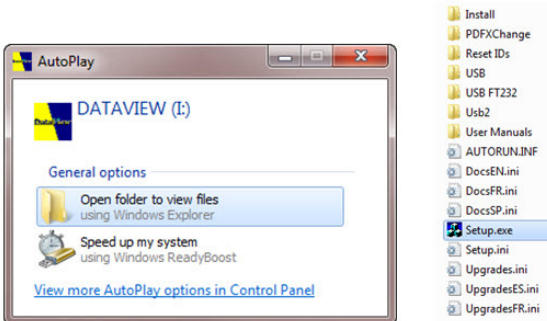 AutoPlay
DATAVIEW (I:)
DataView
General options
Open folder to view files
using Windows Explorer
Speed up my system
using Windows ReadyBoost
View more AutoPlay options in Control Panel
Install
PDFXChange
Reset IDs
USB
USB FT232
Usb2
User Manuals
AUTORUN.INF
DocsEN.ini
DocsFR.ini
DocsSP.ini
Setup.exe
Setup.ini
Upgrades.ini
UpgradesES.ini
UpgradesFR.ini